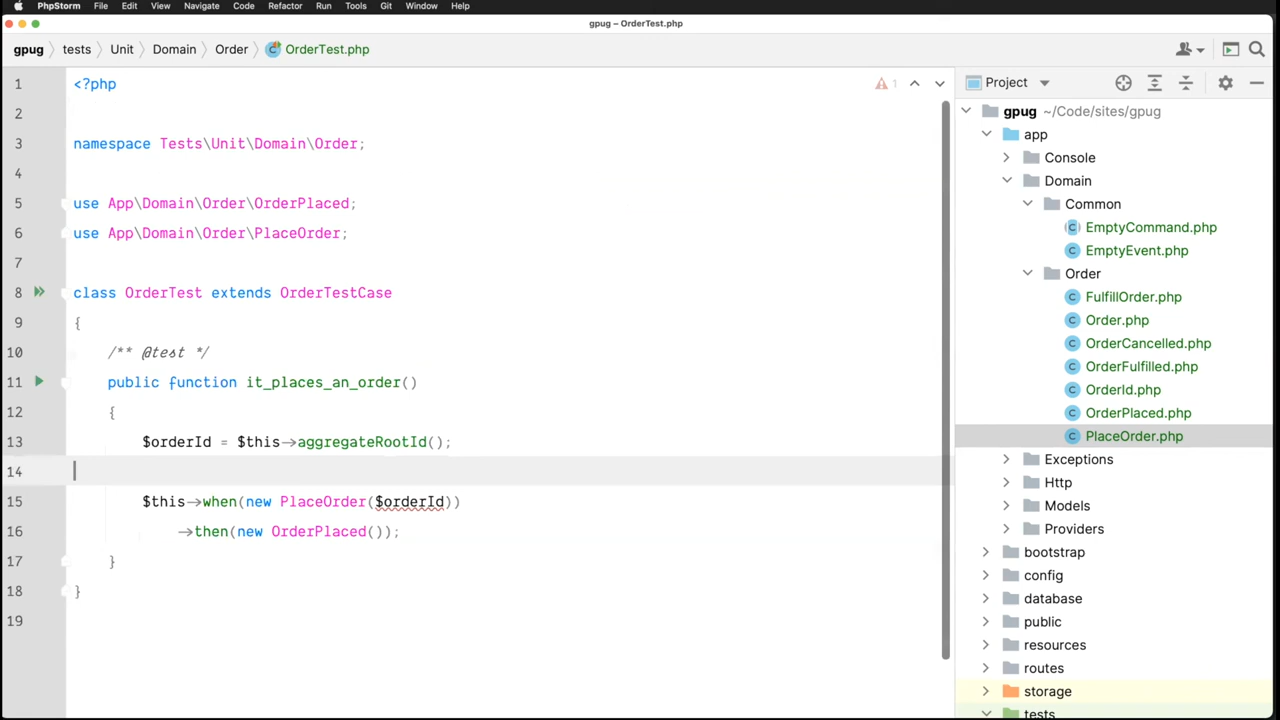 PhpStorm File Edit View Navigate Code Refactor Run Tools Git Window Help
gpug – OrderTest.php
gpug tests Unit Domain Order OrderTest.php
1 <?php
2
3 namespace Tests\Unit\Domain\Order;
4
5 use App\Domain\Order\OrderPlaced;
6 use App\Domain\Order\PlaceOrder;
7
8 class OrderTest extends OrderTestCase
9 {
10 /** @test */
11 public function it_places_an_order()
12 {
13 $orderId = $this->aggregateRootId();
14
15 $this->when(new PlaceOrder($orderId))
16 ->then(new OrderPlaced());
17 }
18 }
19
1
Project
gpug ~/Code/sites/gpug
app
Console
Domain
Common
EmptyCommand.php
EmptyEvent.php
Order
FulfillOrder.php
Order.php
OrderCancelled.php
OrderFulfilled.php
OrderId.php
OrderPlaced.php
PlaceOrder.php
Exceptions
Http
Models
Providers
bootstrap
config
database
public
resources
routes
storage
tests